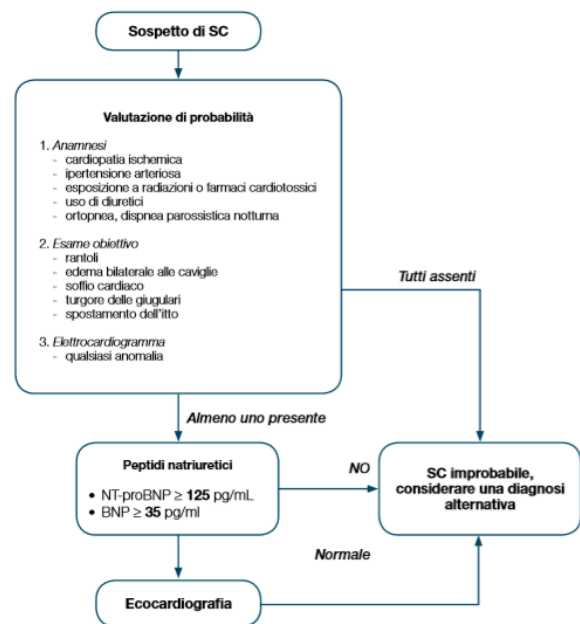 Sospetto di SC
Valutazione di probabilità
1. Anamnesi
- cardiopatia ischemica
- ipertensione arteriosa
- esposizione a radiazioni o farmaci cardiotossici
- uso di diuretici
- ortopnea, dispnea parossistica notturna
2. Esame obiettivo
- rantoli
- edema bilaterale alle caviglie
- soffio cardiaco
- turgore delle giugulari
- spostamento dell'itto
3. Elettrocardiogramma
- qualsiasi anomalia
Tutti assenti
Almeno uno presente
Peptidi natriuretici
• NT-proBNP ≥ 125 pg/mL
• BNP ≥ 35 pg/ml
NO
SC improbabile,
considerare una diagnosi
alternativa
Normale
Ecocardiografia